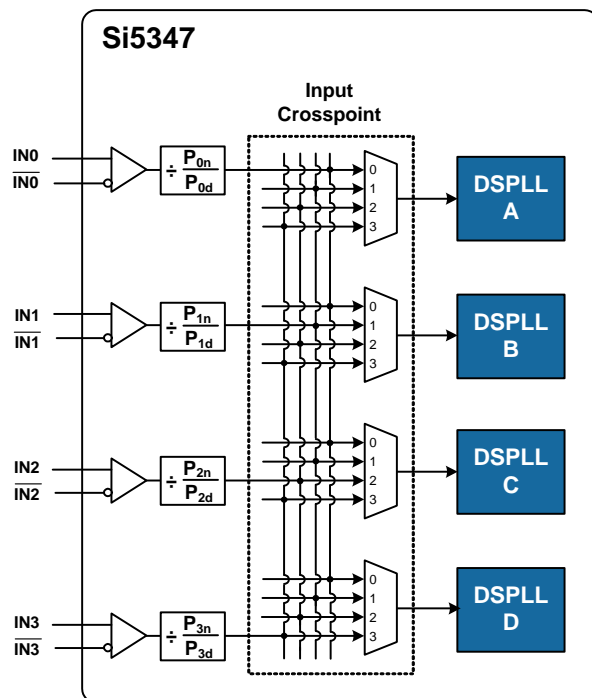 Si5347
Input
Crosspoint
IN0
IN0
÷ P0n
P0d
0
1
2
3
DSPLL
A
IN1
IN1
÷ P1n
P1d
0
1
2
3
DSPLL
B
IN2
IN2
÷ P2n
P2d
0
1
2
3
DSPLL
C
IN3
IN3
÷ P3n
P3d
0
1
2
3
DSPLL
D